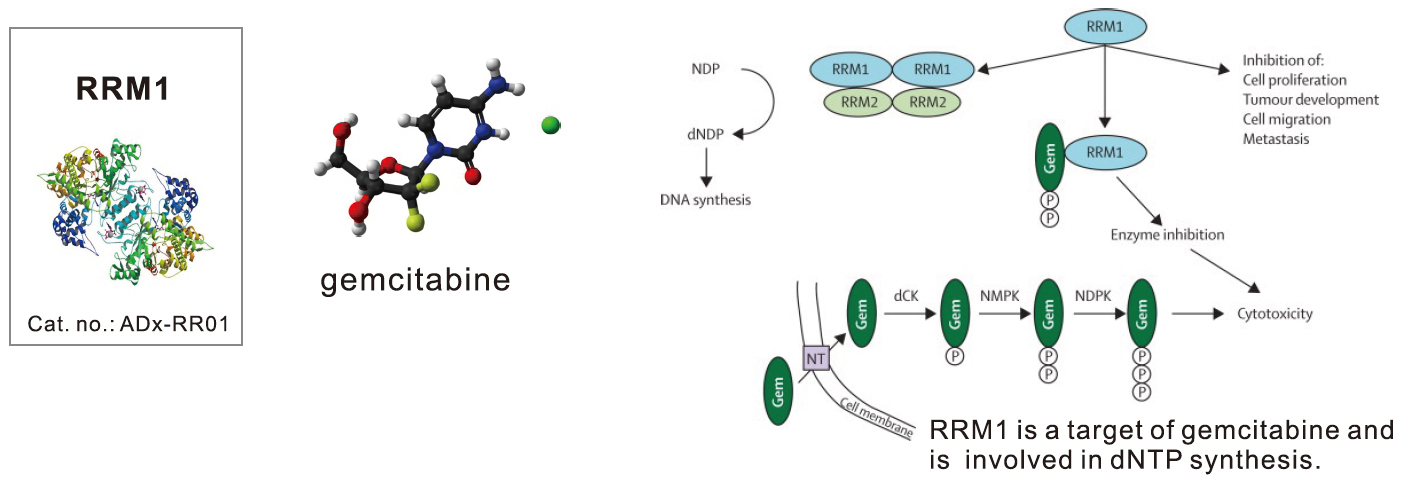 RRM1
Cat. no.: ADx-RR01
gemcitabine
NDP
dNDP
DNA synthesis
RRM1
RRM1
RRM1
RRM2
RRM2
Inhibition of:
Cell proliferation
Tumour development
Cell migration
Metastasis
Gem
RRM1
P
P
Enzyme inhibition
Cytotoxicity
Gem
NT
Cell membrane
Gem
dCK
Gem
P
NMPK
Gem
P
P
NDPK
Gem
P
P
P
RRM1 is a target of gemcitabine and
is involved in dNTP synthesis.